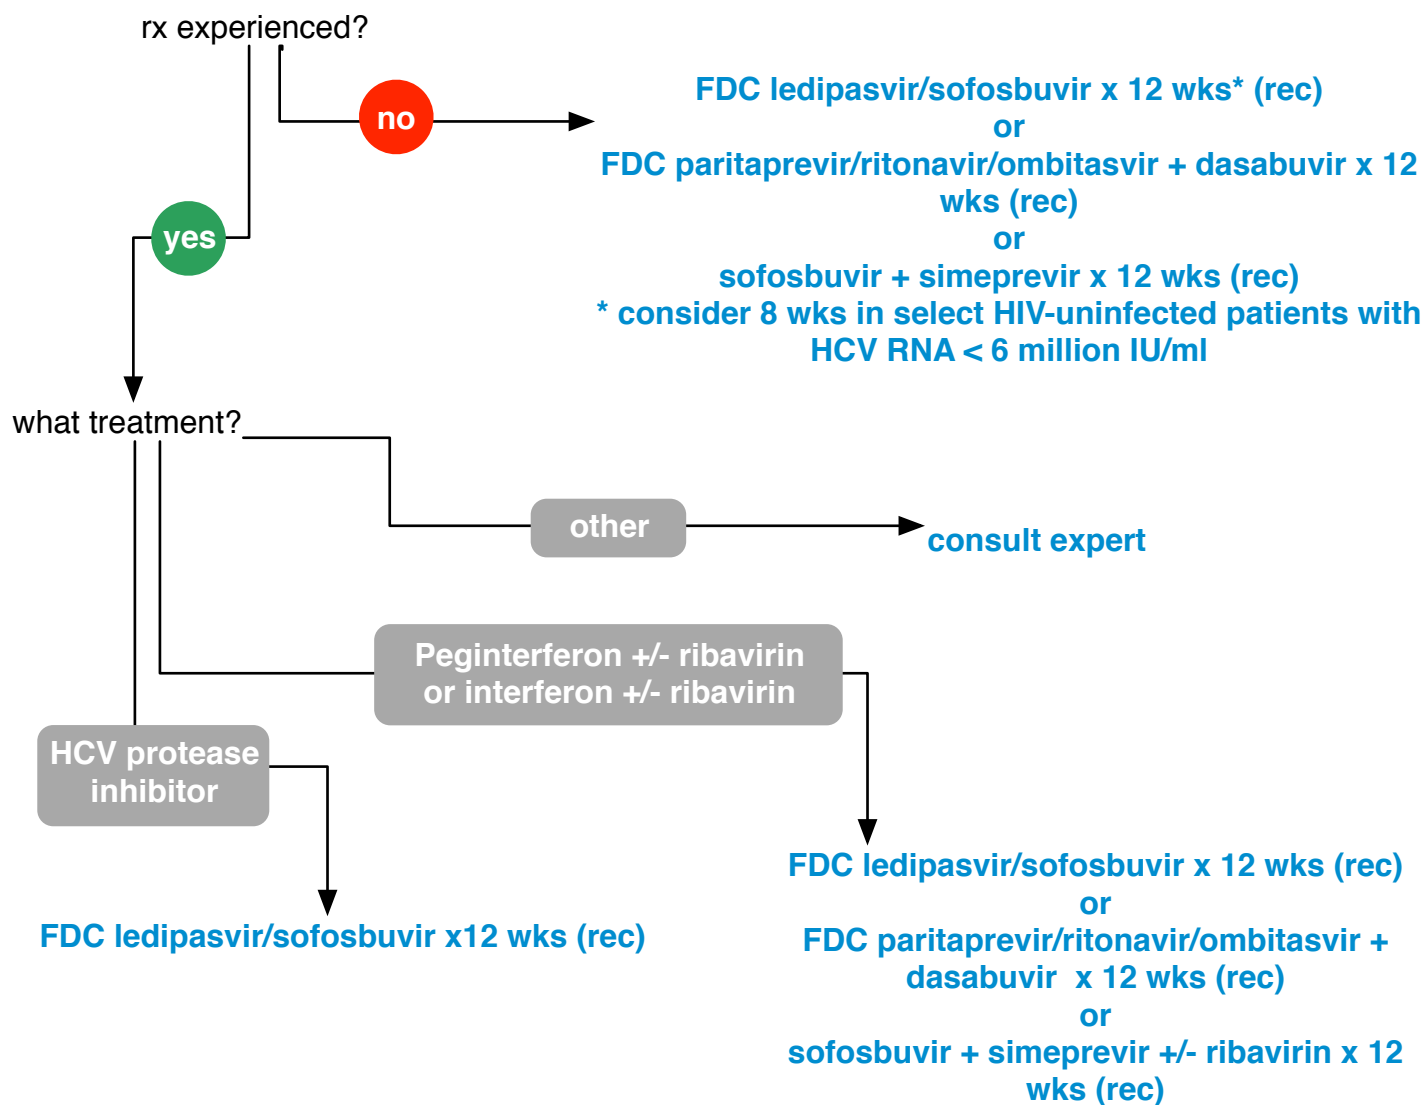 rx experienced?
no
FDC ledipasvir/sofosbuvir x 12 wks* (rec)
or
FDC paritaprevir/ritonavir/ombitasvir + dasabuvir x 12
wks (rec)
or
sofosbuvir + simeprevir x 12 wks (rec)
* consider 8 wks in select HIV-uninfected patients with
HCV RNA < 6 million IU/ml
yes
what treatment?
other
consult expert
Peginterferon +/- ribavirin
or interferon +/- ribavirin
HCV protease
inhibitor
FDC ledipasvir/sofosbuvir x12 wks (rec)
FDC ledipasvir/sofosbuvir x 12 wks (rec)
or
FDC paritaprevir/ritonavir/ombitasvir +
dasabuvir  x 12 wks (rec)
or
sofosbuvir + simeprevir +/- ribavirin x 12
wks (rec)